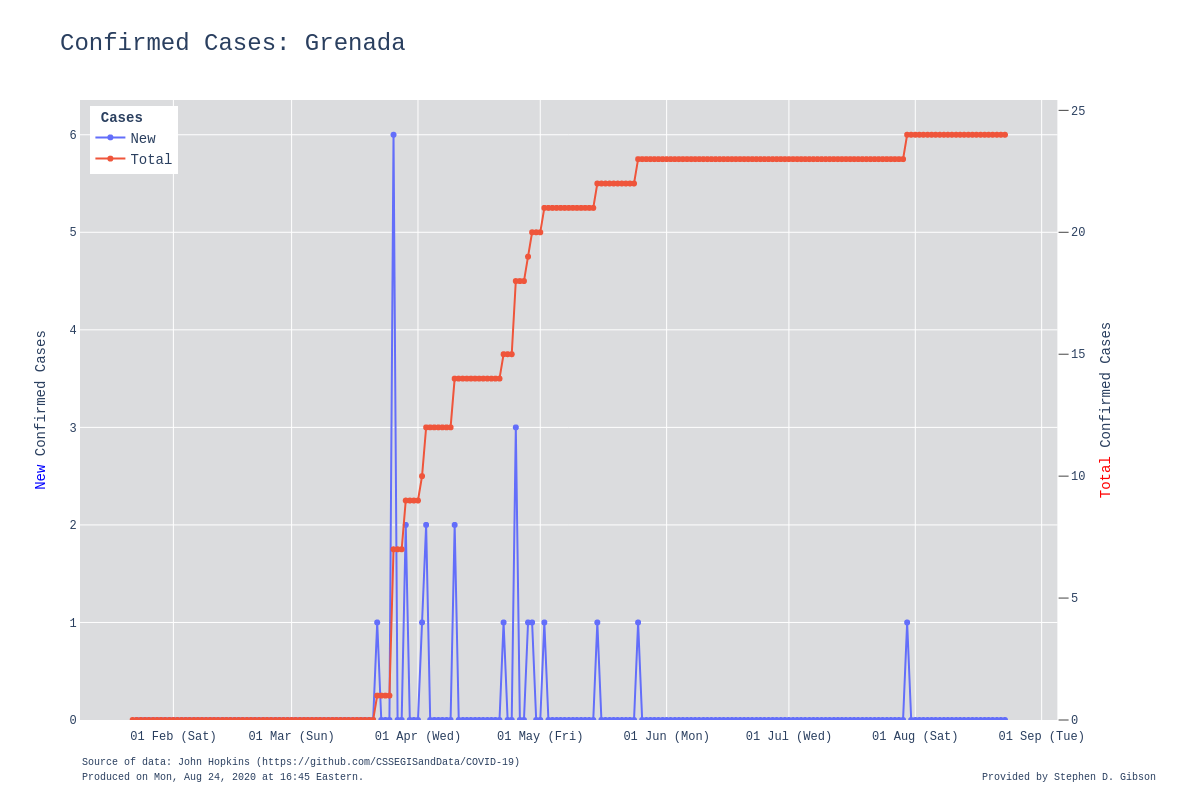 Confirmed Cases: Grenada
Cases
New
Total
6
5
4
3
2
1
0
25
20
15
10
5
0
New Confirmed Cases
Total Confirmed Cases
01 Feb (Sat)
01 Mar (Sun)
01 Apr (Wed)
01 May (Fri)
01 Jun (Mon)
01 Jul (Wed)
01 Aug (Sat)
01 Sep (Tue)
Source of data: John Hopkins (https://github.com/CSSEGISandData/COVID-19)
Produced on Mon, Aug 24, 2020 at 16:45 Eastern.
Provided by Stephen D. Gibson